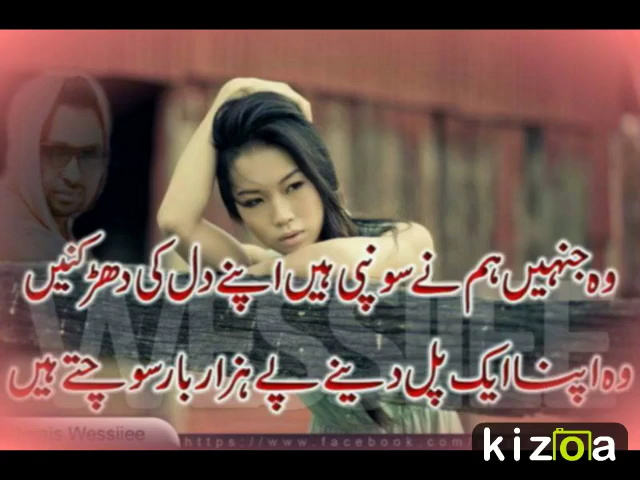 وہ جنہیں ہم نے سونپی ہیں اپنے دل کی دھڑکنیں
WESSIIEE
وہ اپنا ایک پل دینے پے ہزار بار سوچتے ہیں
Wessiiee
https://www.facebook.com
kizoa